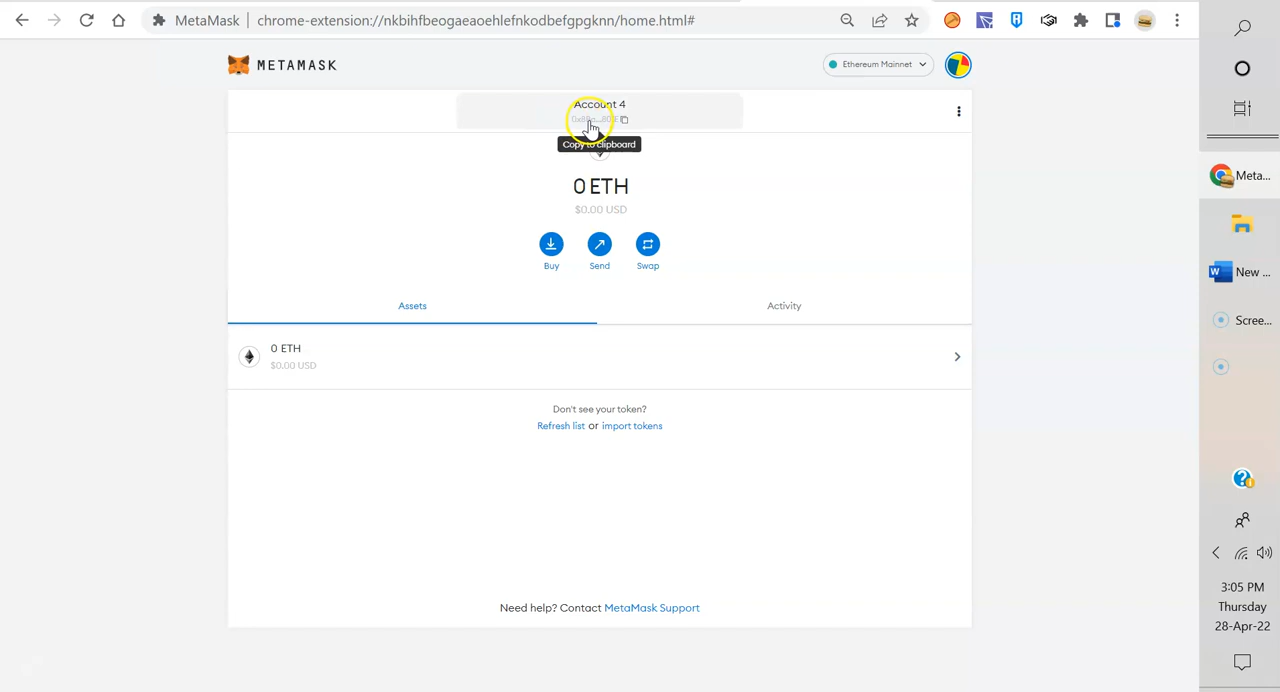 MetaMask
chrome-extension://nkbihfbeogaeaoehlefnkodbefgpgknn/home.html#
METAMASK
Ethereum Mainnet
Account 4
Copy to clipboard
0 ETH
$0.00 USD
Buy
Send
Swap
Assets
Activity
0 ETH
$0.00 USD
Don't see your token?
Refresh list or import tokens
Need help? Contact MetaMask Support
Meta...
New ...
Scree...
3:05 PM
Thursday
28-Apr-22